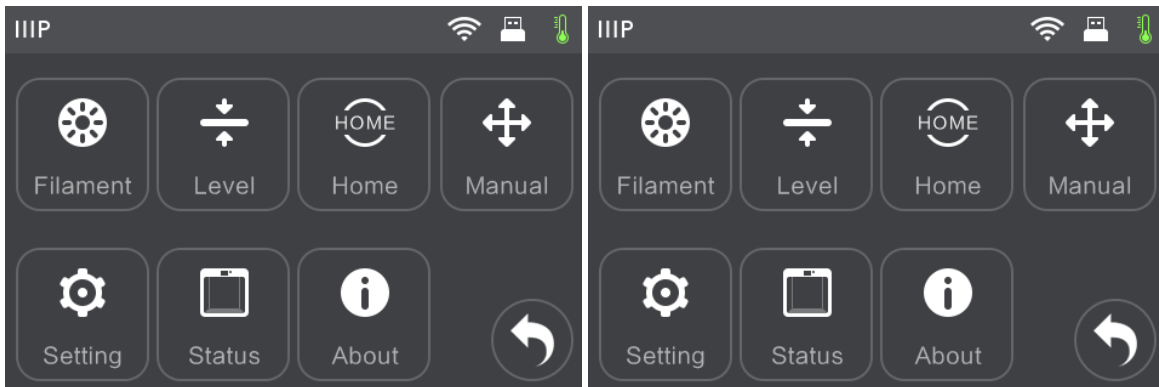 IIIP
HOME
Filament Level Home Manual
Setting Status About
IIIP
HOME
Filament Level Home Manual
Setting Status About